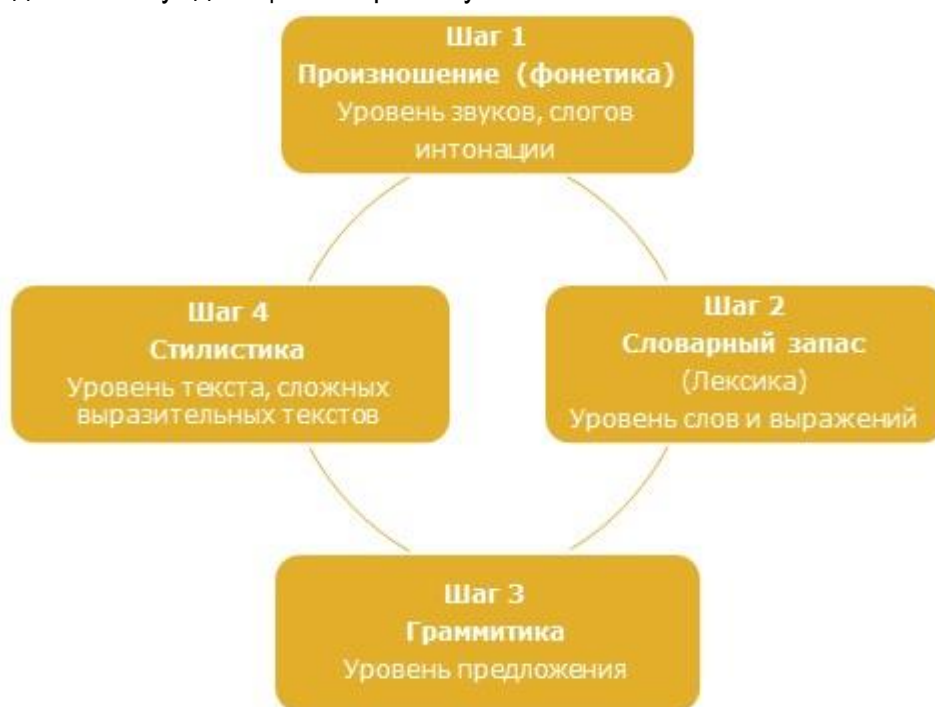 Шаг 1
Произношение (фонетика)
Уровень звуков, слогов
интонации
Шаг 2
Словарный запас
(Лексика)
Уровень слов и выражений
Шаг 3
Граммитика
Уровень предложения
Шаг 4
Стилистика
Уровень текста, сложных
выразительных текстов